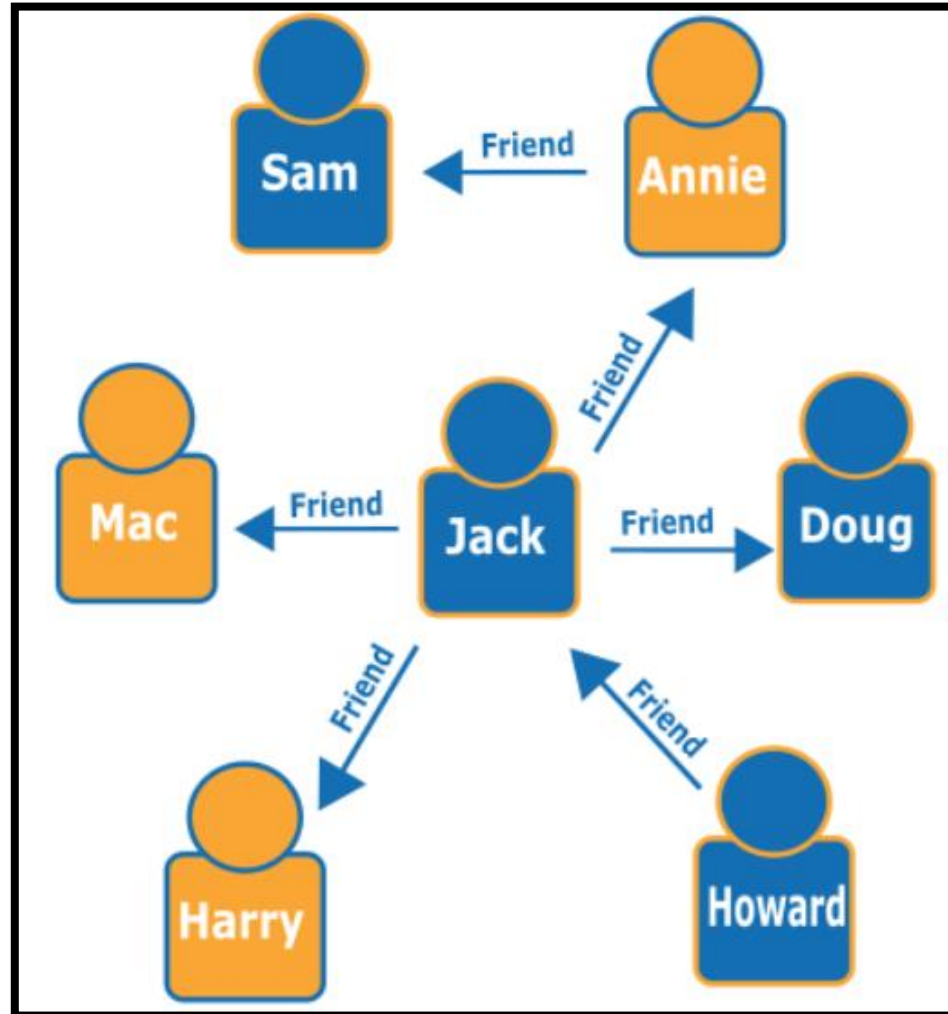 Sam
Friend
Annie
Friend
Mac
Friend
Jack
Friend
Doug
Friend
Friend
Harry
Howard